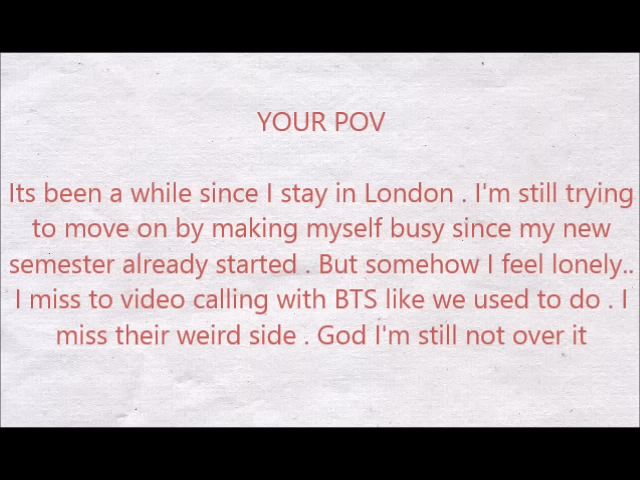 YOUR POV
Its been a while since I stay in London . I'm still trying
to move on by making myself busy since my new
semester already started . But somehow I feel lonely..
I miss to video calling with BTS like we used to do . I
miss their weird side . God I'm still not over it